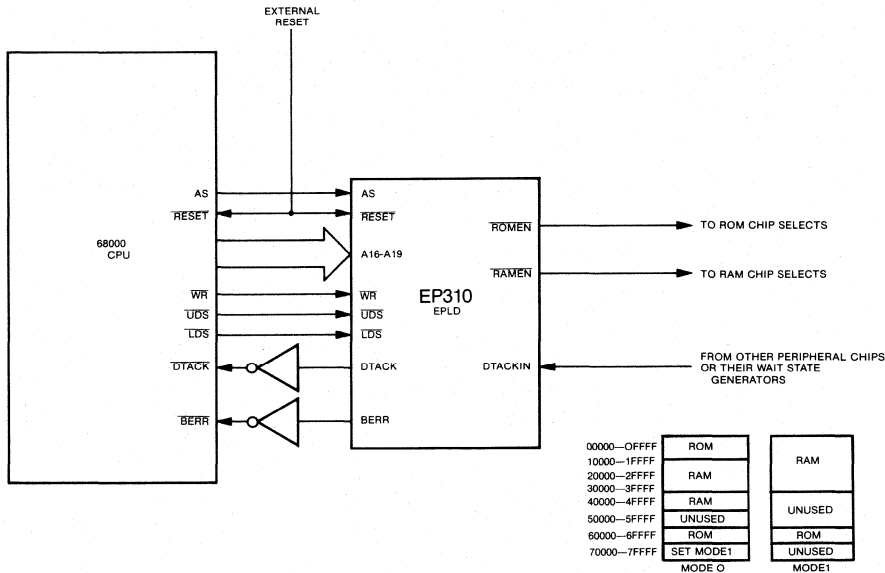 EXTERNAL
RESET
68000
CPU
AS
RESET
WR
UDS
LDS
DTACK
BERR
AS
RESET
A16-A19
WR
UDS
LDS
DTACK
BERR
EP310
EPLD
ROMEN
RAMEN
DTACKIN
TO ROM CHIP SELECTS
TO RAM CHIP SELECTS
FROM OTHER PERIPHERAL CHIPS
OR THEIR WAIT STATE
GENERATORS
00000—0FFFF ROM
10000—1FFFF
20000—2FFFF RAM
30000—3FFFF
40000—4FFFF RAM
50000—5FFFF UNUSED
60000—6FFFF ROM
70000—7FFFF SET MODE1
MODE O
RAM
UNUSED
ROM
UNUSED
MODE1